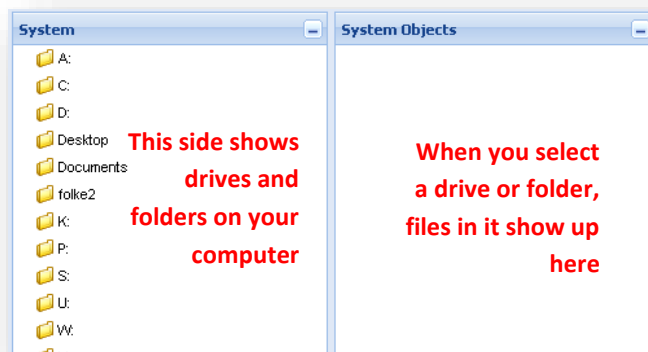 System
A:
C:
D:
Desktop
Documents
folke2
K:
P:
S:
U:
W:
This side shows
drives and
folders on your
computer
System Objects
When you select
a drive or folder,
files in it show up
here